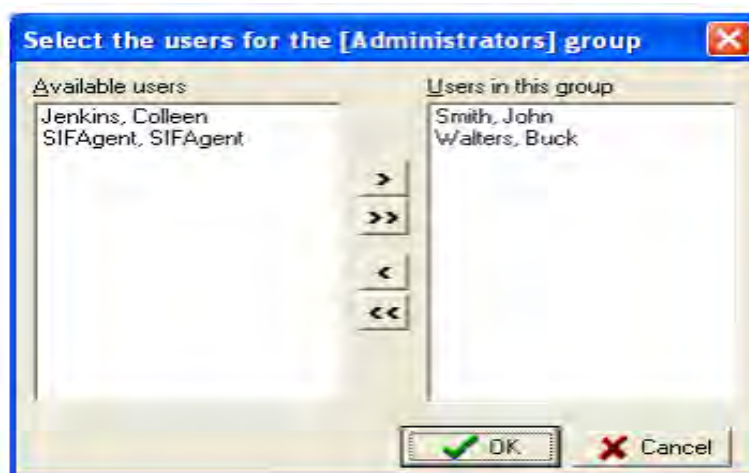 Select the users for the [Administrators] group
Available users
Jenkins, Colleen
SIFAgent, SIFAgent
>
>>
<
<<
Users in this group
Smith, John
Walters, Buck
OK
Cancel